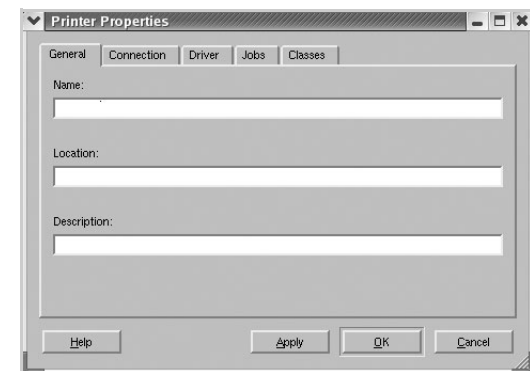 Printer Properties
General Connection Driver Jobs Classes
Name:
Location:
Description:
Help Apply OK Cancel